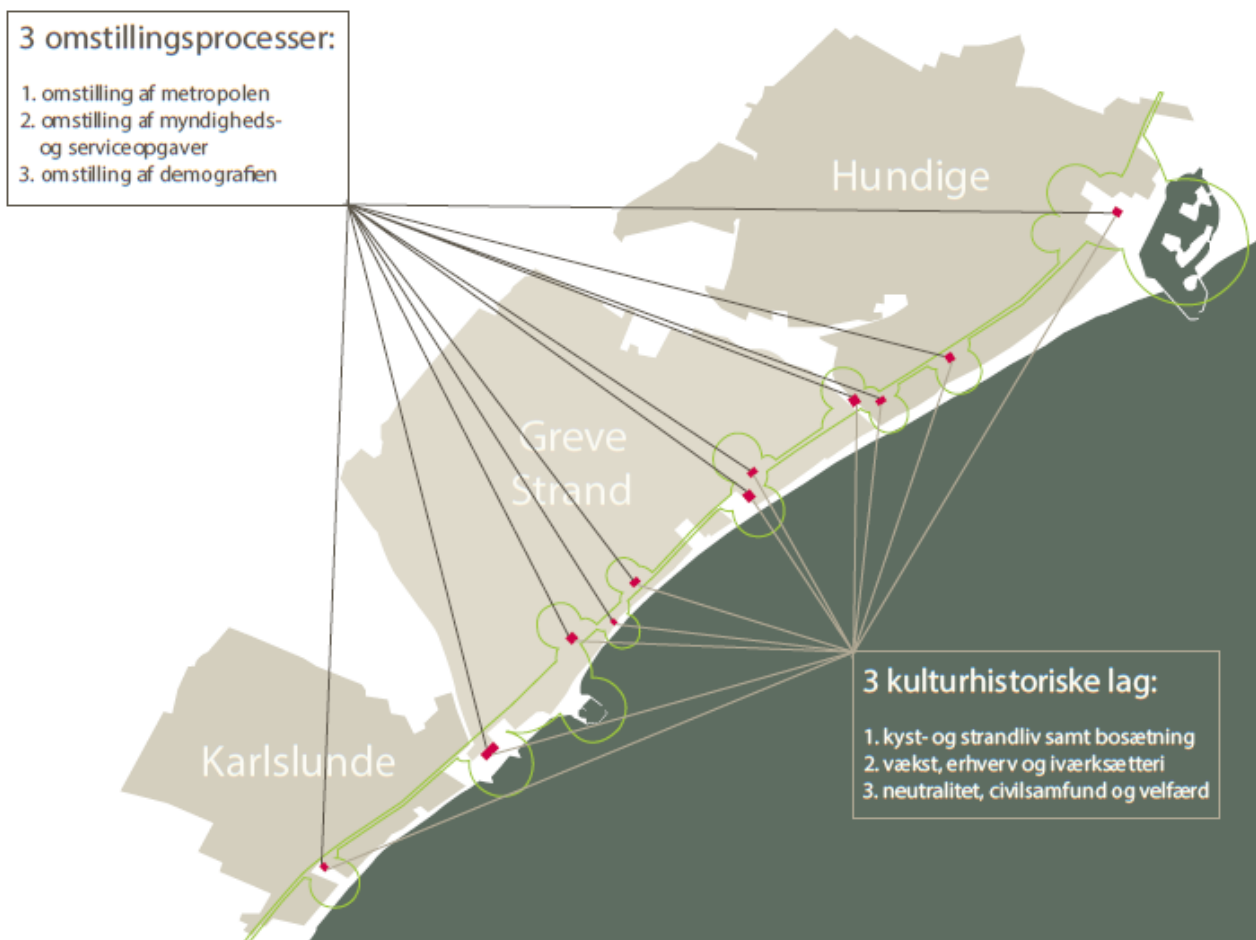 3 omstillingsprocesser:
1. omstilling af metropolen
2. omstilling af myndigheds-
og serviceopgaver
3. omstilling af demografien
Hundige
Greve
Strand
Karlslunde
3 kulturhistoriske lag:
1. kyst- og strandliv samt bosætning
2. vækst, erhverv og iværksætteri
3. neutralitet, civilsamfund og velfærd